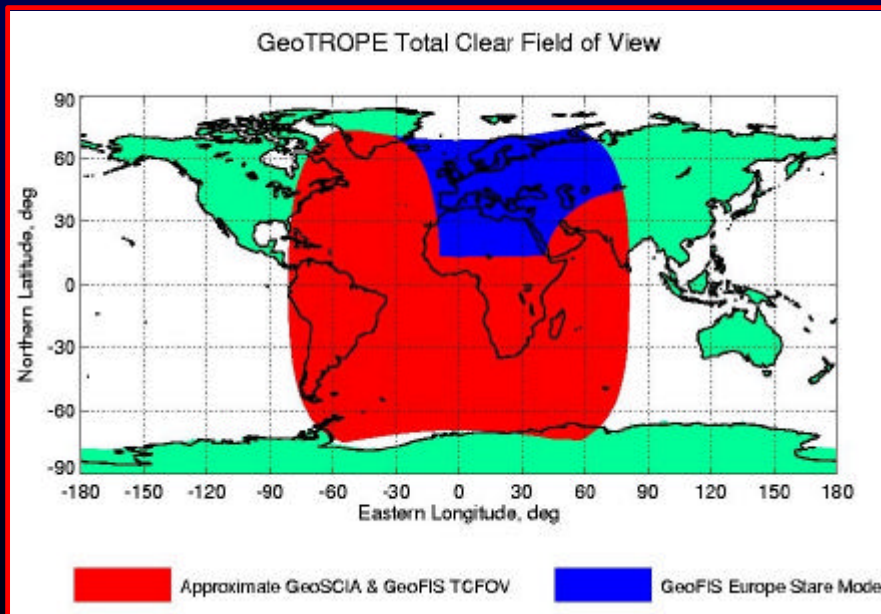 GeoTROPE Total Clear Field of View
Northern Latitude, deg
90
60
30
0
-30
-60
-90
-180 -150 -120 -90 -60 -30 0 30 60 90 120 150 180
Eastern Longitude, deg
Approximate GeoSCIA & GeoFIS TCFOV
GeoFIS Europe Stare Mode